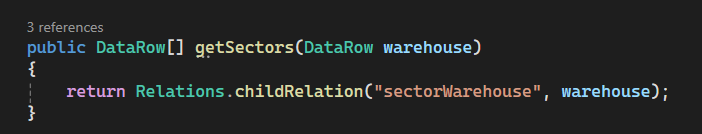 3 references
public DataRow[] getSectors(DataRow warehouse)
{
return Relations.childRelation("sectorWarehouse", warehouse);
}